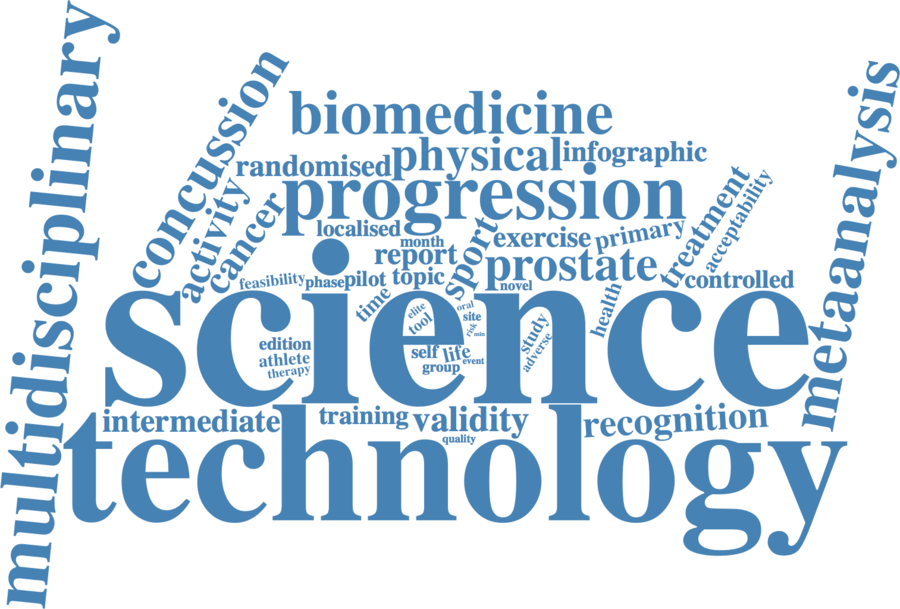 multidisciplinary
concussion
biomedicine
metaanalysis
randomised
physical
infographic
activity
cancer
progression
treatment
acceptability
localised
month
sport
exercise
primary
report
prostate
feasibility
phase
pilot
topic
novel
controlled
science
time
elite
tool
oral
site
risk
min
health
study
adverse
edition
athlete
therapy
self
life
event
group
intermediate
training
validity
recognition
quality
technology